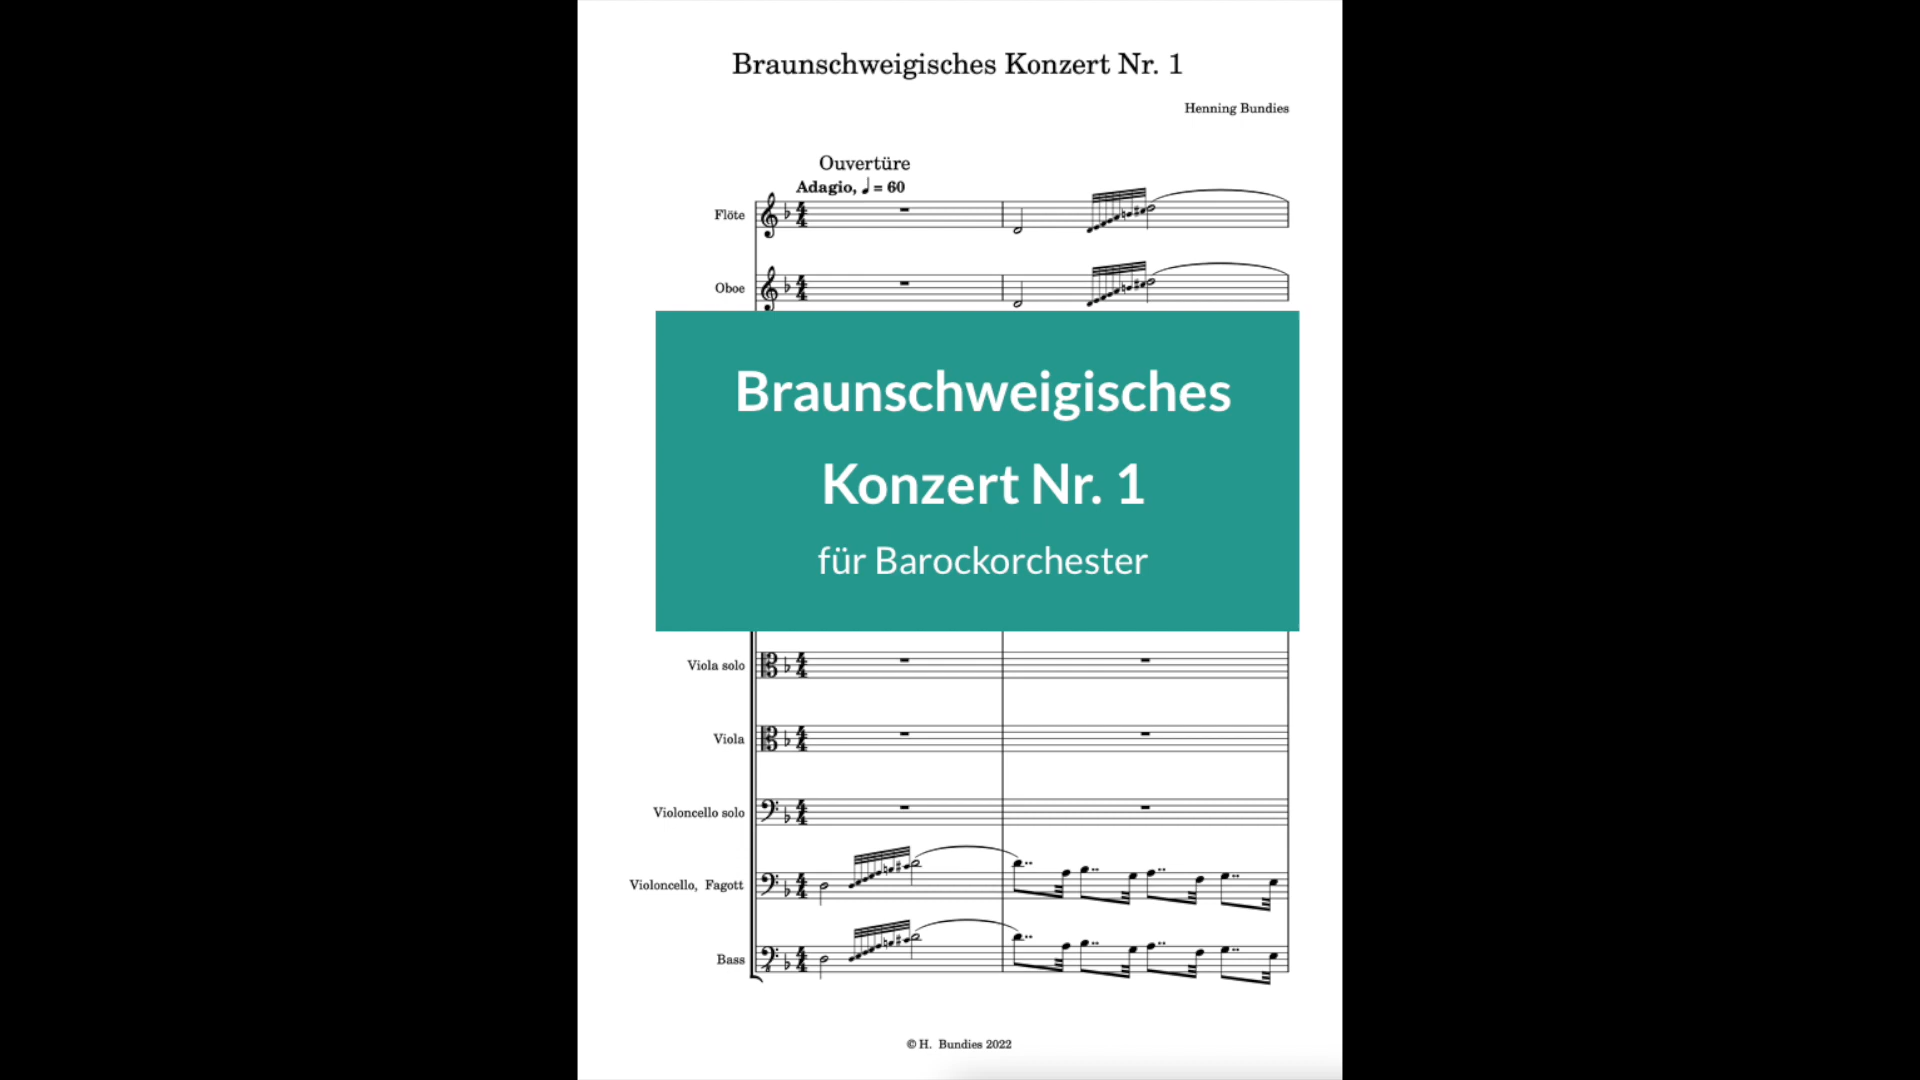 Braunschweigisches Konzert Nr. 1
Henning Bundies
Ouvertüre
Adagio, ♩ = 60
Flöte
Oboe
Braunschweigisches
Konzert Nr. 1
für Barockorchester
Viola solo
Viola
Violoncello solo
Violoncello, Fagott
Bass
© H. Bundies 2022